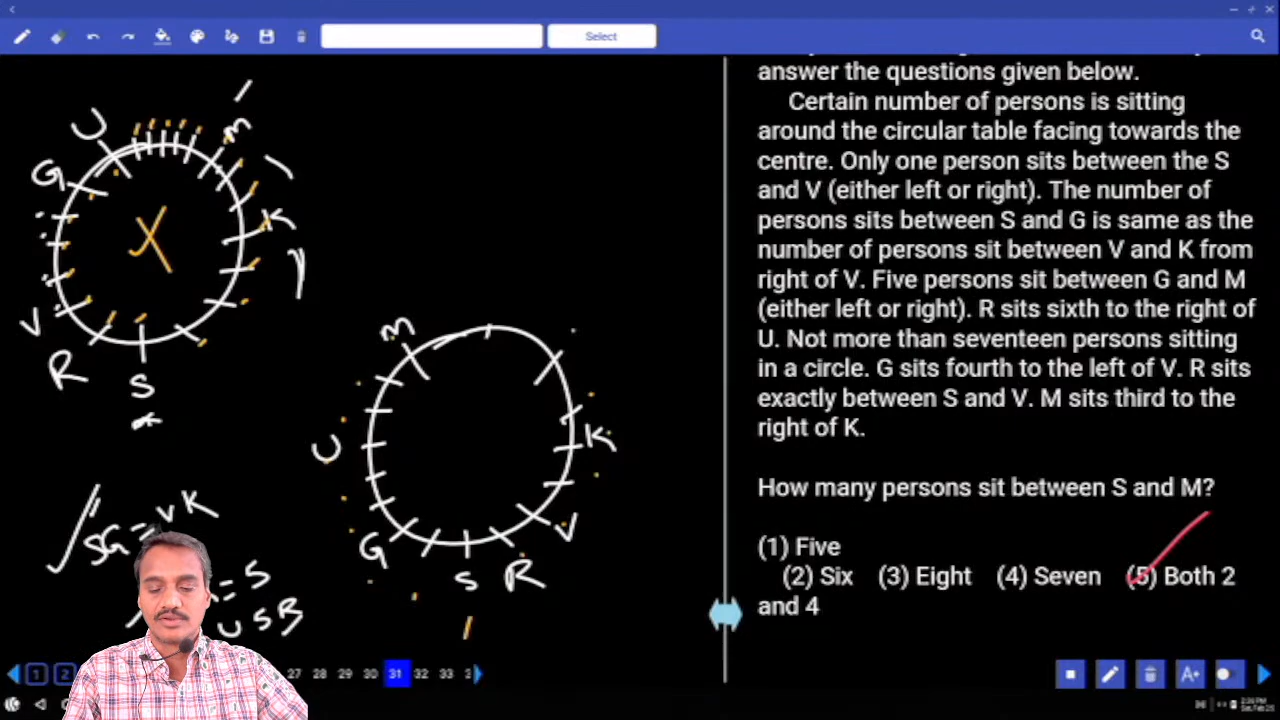 Select
answer the questions given below.
Certain number of persons is sitting
around the circular table facing towards the
centre. Only one person sits between the S
and V (either left or right). The number of
persons sits between S and G is same as the
number of persons sit between V and K from
right of V. Five persons sit between G and M
(either left or right). R sits sixth to the right of
U. Not more than seventeen persons sitting
in a circle. G sits fourth to the left of V. R sits
exactly between S and V. M sits third to the
right of K.
How many persons sit between S and M?
(1) Five
(2) Six (3) Eight (4) Seven (5) Both 2
and 4
U
m
G
K
X
V
R
S
m
U
K
G
V
S R
SG = VK
= S
U S B
1 2 27 28 29 30 31 32 33
A+